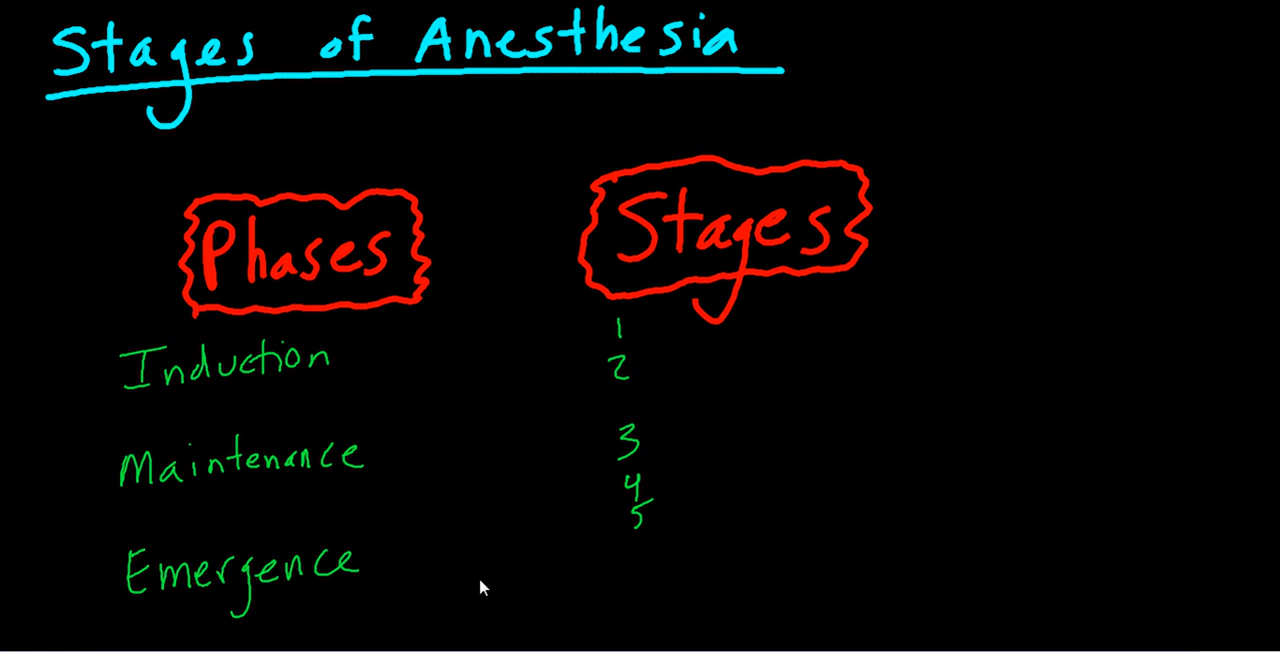 Stages of Anesthesia
Phases
Stages
Induction
Maintenance
Emergence
1
2
3
4
5